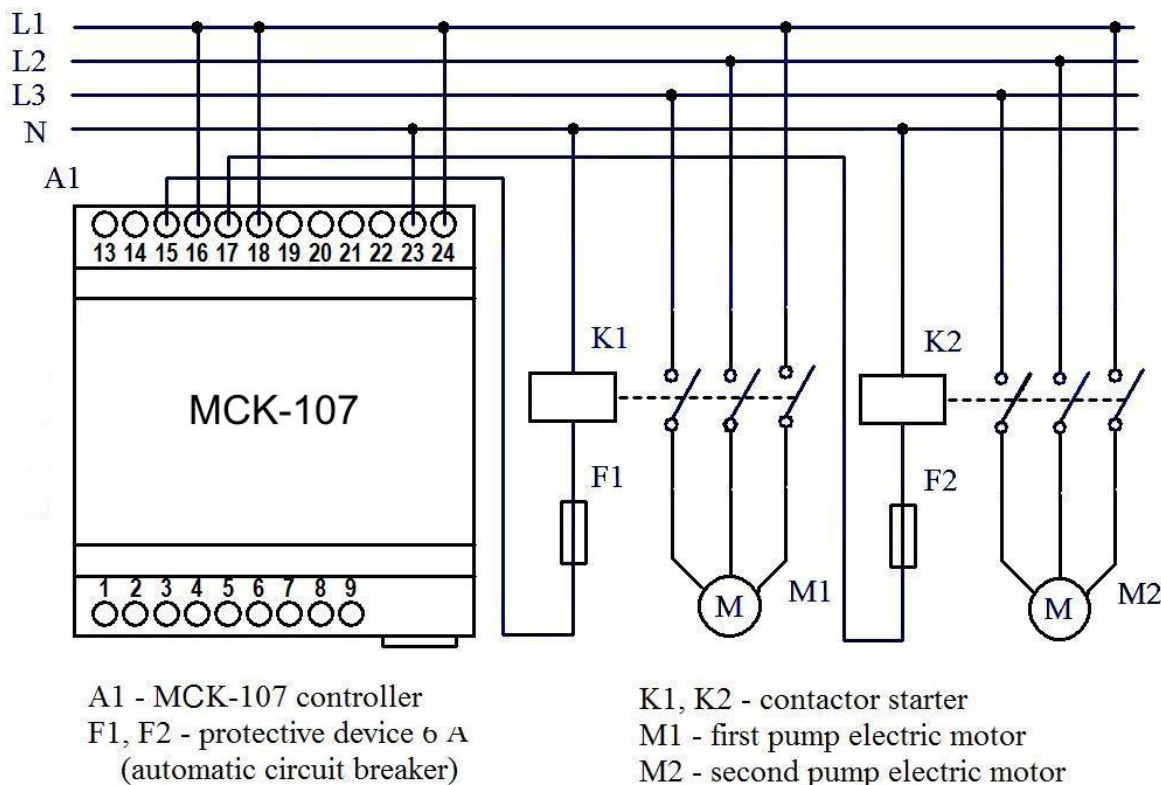 L1
L2
L3
N
A1
13 14 15 16 17 18 19 20 21 22 23 24
K1
K2
MCK-107
F1
F2
1 2 3 4 5 6 7 8 9
M
M1
M
M2
A1 - MCK-107 controller
F1, F2 - protective device 6 A
(automatic circuit breaker)
K1, K2 - contactor starter
M1 - first pump electric motor
M2 - second pump electric motor